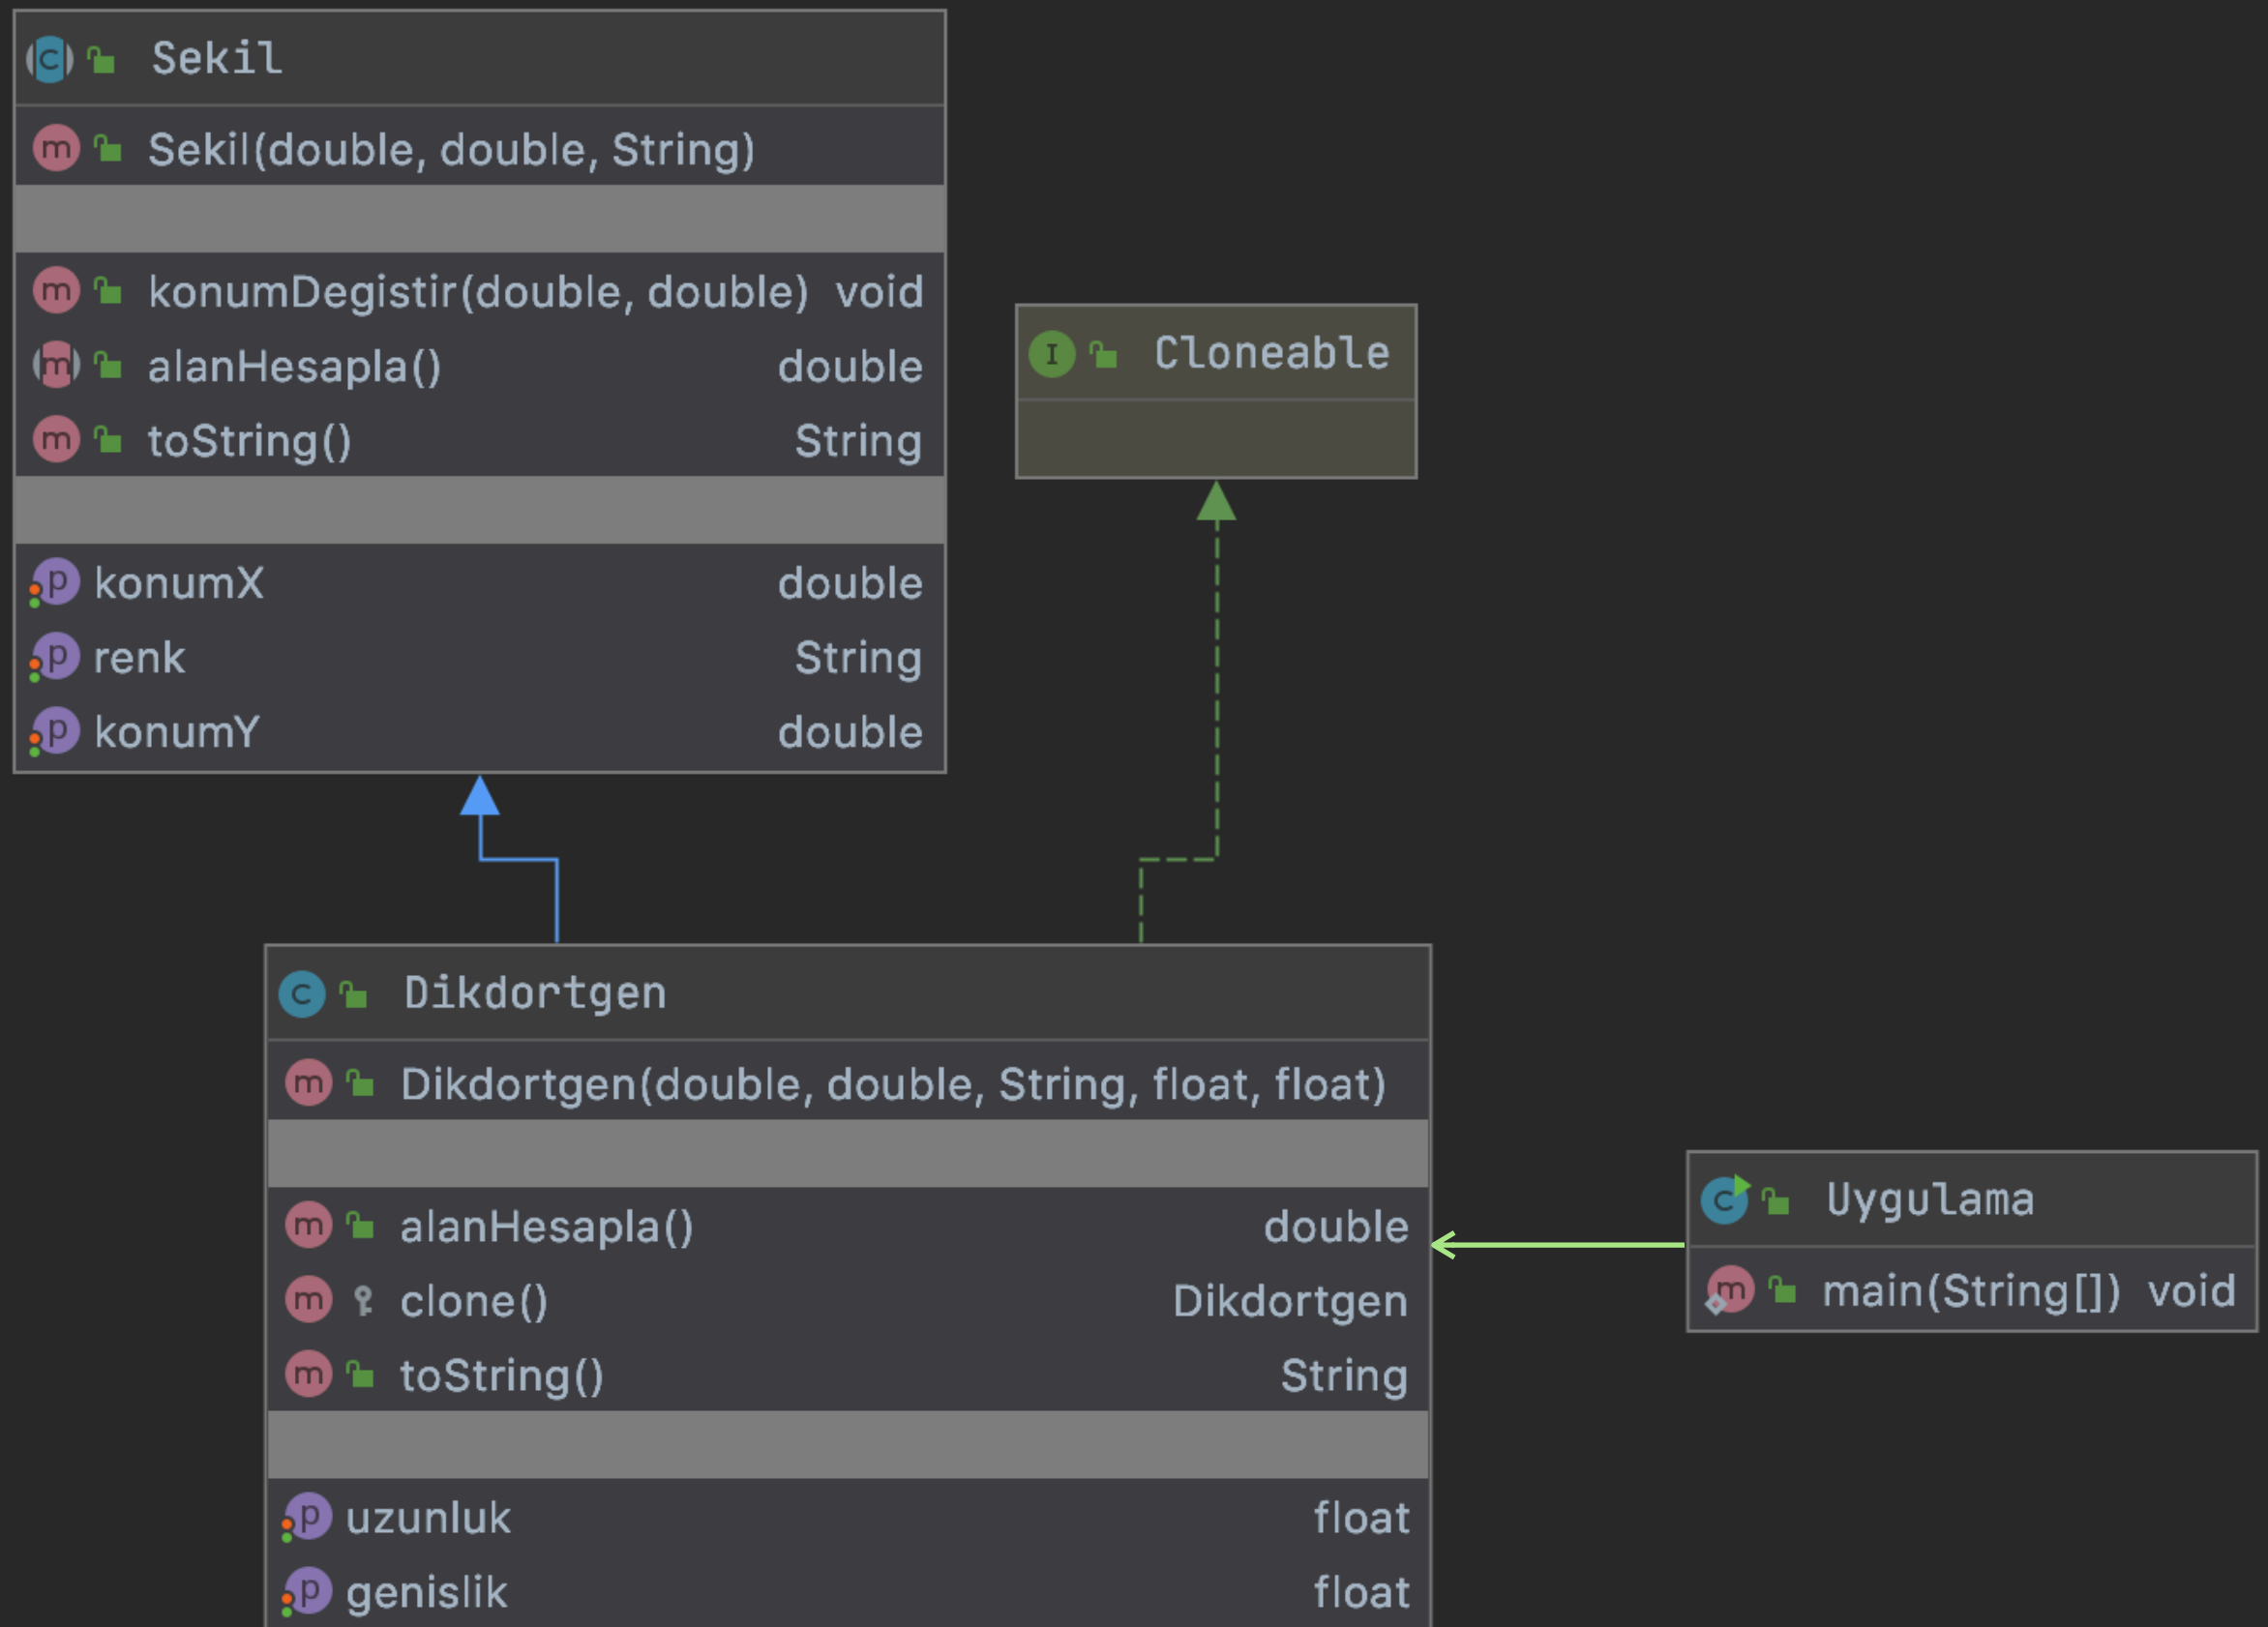 Sekil
Sekil(double, double, String)
konumDegistir(double, double) void
alanHesapla() double
toString() String
konumX double
renk String
konumY double
Cloneable
Dikdortgen
Dikdortgen(double, double, String, float, float)
alanHesapla() double
clone() Dikdortgen
toString() String
uzunluk float
genislik float
Uygulama
main(String[]) void